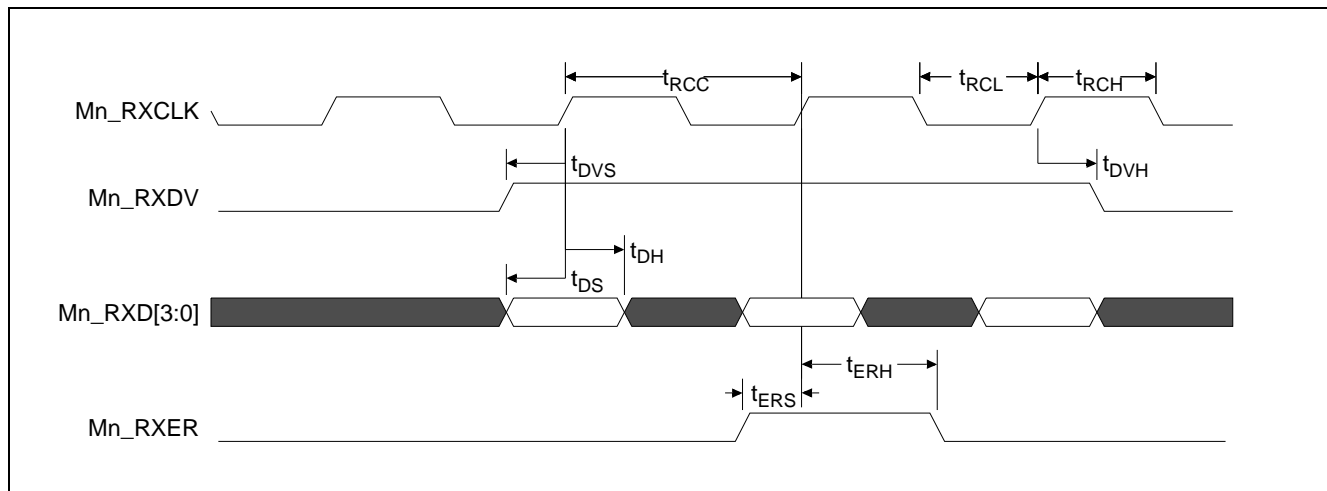 tRCC
tRCL
tRCH
Mn_RXCLK
tDVS
tDVH
Mn_RXDV
tDH
tDS
Mn_RXD[3:0]
tERH
tERS
Mn_RXER